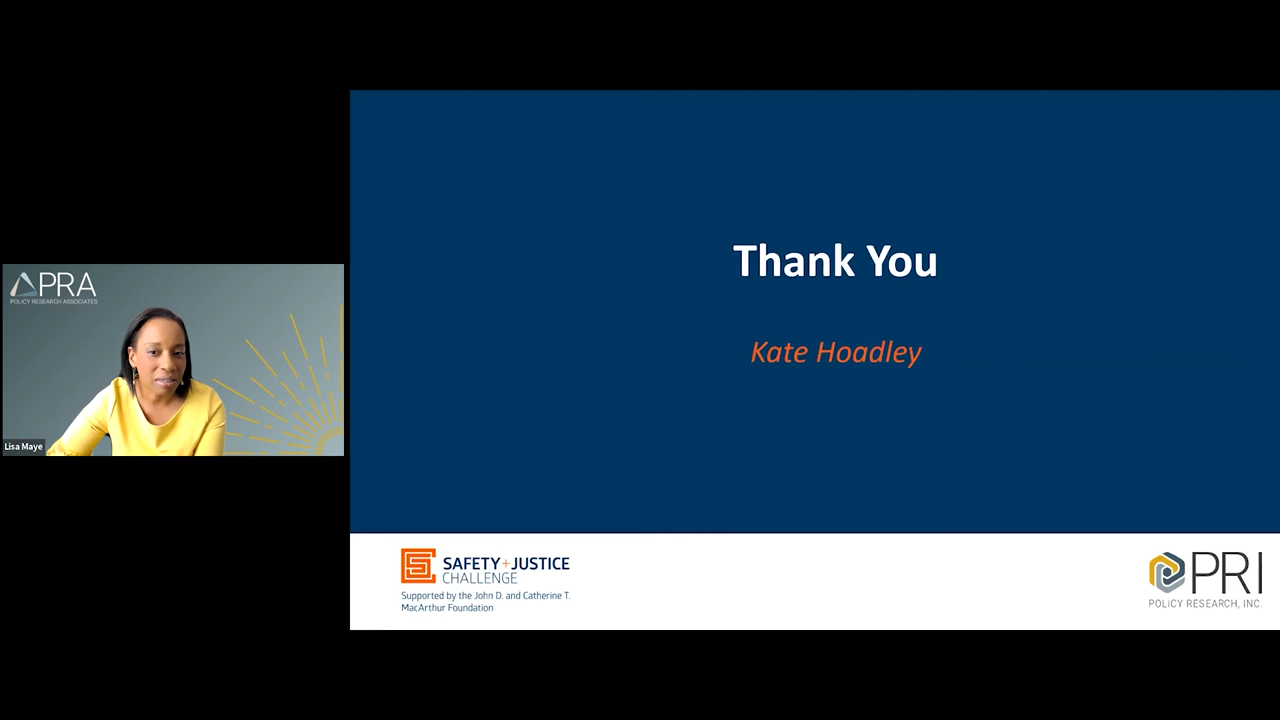 PRA
POLICY RESEARCH ASSOCIATES
Lisa Maye
Thank You
Kate Hoadley
SAFETY+JUSTICE
CHALLENGE
Supported by the John D. and Catherine T.
MacArthur Foundation
PRI
POLICY RESEARCH, INC.